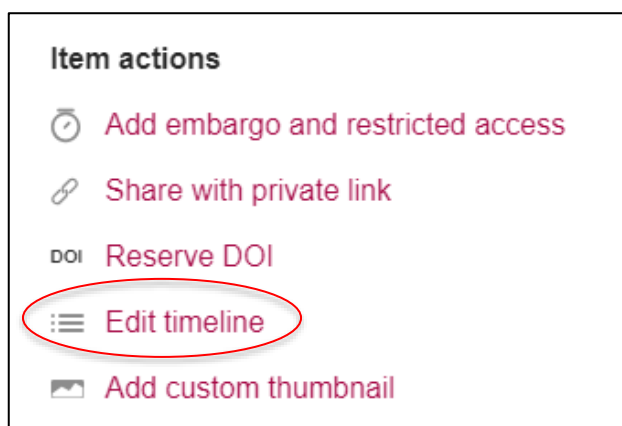 Item actions
Add embargo and restricted access
Share with private link
DOI Reserve DOI
Edit timeline
Add custom thumbnail